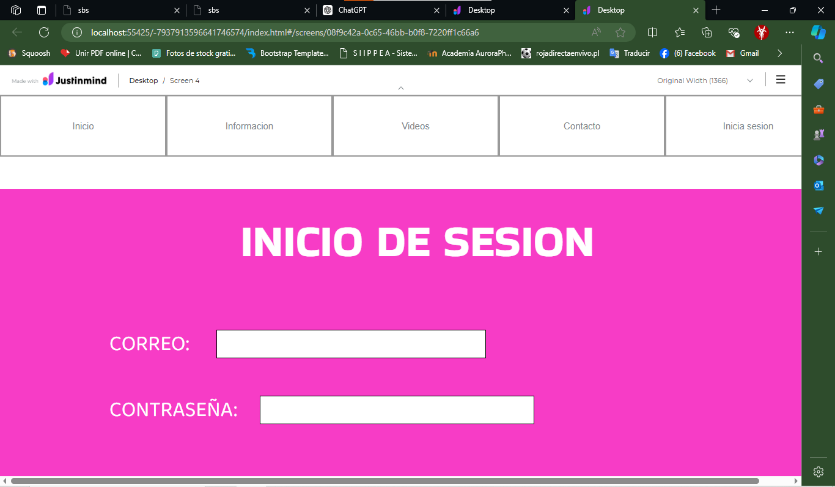 sbs
sbs
ChatGPT
Desktop
Desktop
localhost:55425/-7937913596641746574/index.html#/screens/08f9c42a-0c65-46bb-b0f8-7220ff1c66a6
Squoosh
Unir PDF online | C...
Fotos de stock grati...
Bootstrap Template...
S I I P P E A - Siste...
Academia AuroraPh...
rojadirectaenvivo.pl
Traducir
(6) Facebook
Gmail
Made with Justinmind
Desktop / Screen 4
Original Width (1366)
Inicio
Informacion
Videos
Contacto
Inicia sesion
INICIO DE SESION
CORREO:
CONTRASEÑA: